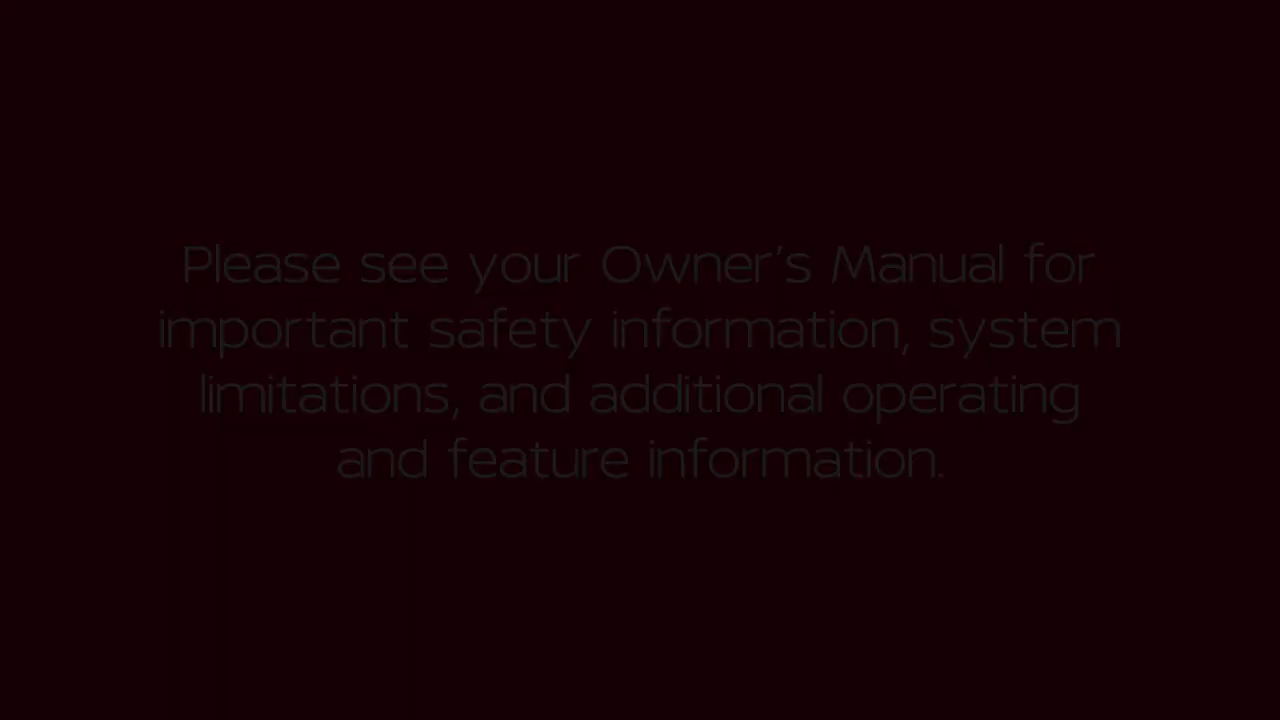 Please see your Owner’s Manual for
important safety information, system
limitations, and additional operating
and feature information.